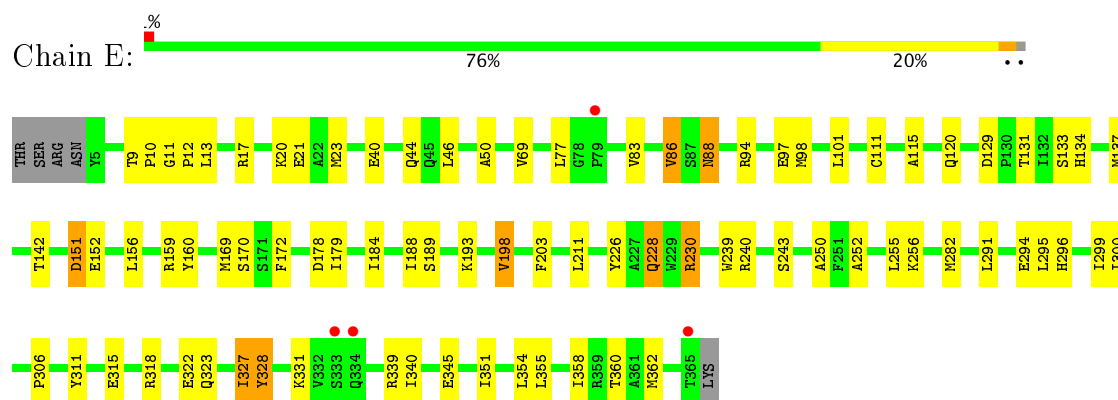 .%
Chain E:
76% 20% • •
THR SER ARG ASN Y5 T9 P10 G11 P12 L13 R17 K20 E21 A22 M23 E40 Q44 Q45 L46 A50 V69 L77 G78 P79 V83 V86 S87 N88 R94 E97 M98 L101 C111 A115 Q120 D129 P130 T131 I132 S133 H134 M137
T142 D151 E152 L156 R159 Y160 M169 S170 S171 F172 D178 I179 I184 I188 S189 K193 V198 F203 L211 Y226 A227 Q228 W229 R230 W239 R240 S243 A250 F251 A252 L255 K256 M282 L291 E294 L295 H296 I299
P306 Y311 E315 R318 E322 Q323 I327 Y328 K331 V332 S333 Q334 R339 I340 E345 I351 L354 L355 I358 R359 T360 A361 M362 T365 LYS